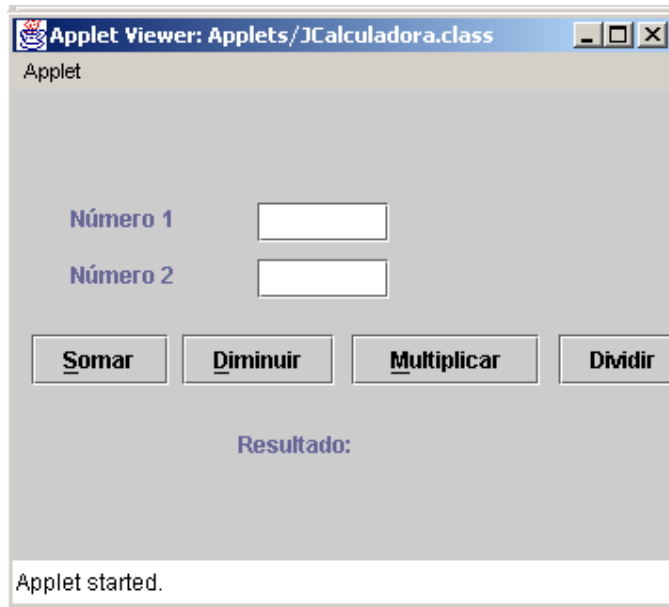 Applet Viewer: Applets/JCalculadora.class
Applet
Número 1
Número 2
Somar Diminuir Multiplicar Dividir
Resultado:
Applet started.